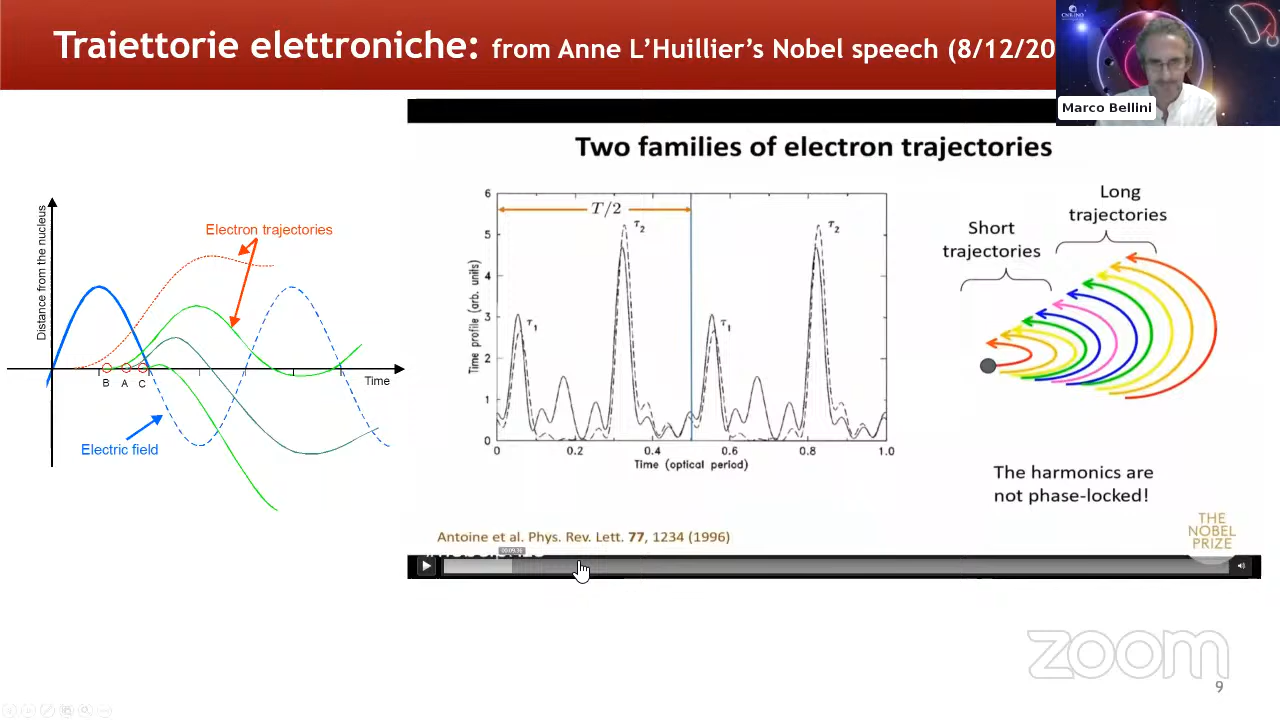 Traiettorie elettroniche: from Anne L’Huillier’s Nobel speech (8/12/20
Marco Bellini
Two families of electron trajectories
Distance from the nucleus
Electron trajectories
B A C
Time
Electric field
Time profile (arb. units)
6
5
4
3
2
1
0
T/2
τ1
τ2
τ1
τ2
0 0.2 0.4 0.6 0.8 1.0
Time (optical period)
Short
trajectories
Long
trajectories
The harmonics are
not phase-locked!
Antoine et al. Phys. Rev. Lett. 77, 1234 (1996)
THE
NOBEL
PRIZE
zoom
9